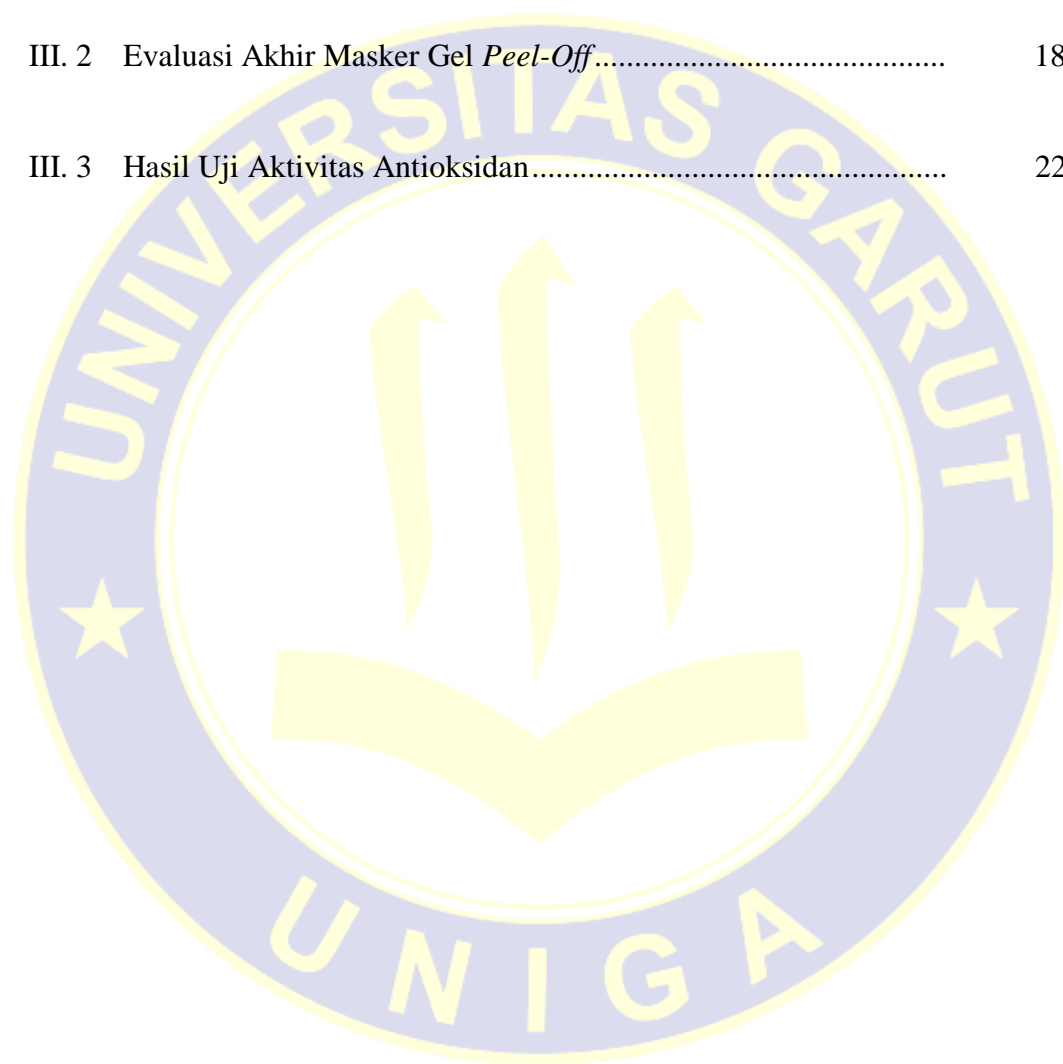 III. 2 Evaluasi Akhir Masker Gel Peel-Off........................................... 18
III. 3 Hasil Uji Aktivitas Antioksidan.................................................... 22
UNIVERSITAS GARUT
UNIGA